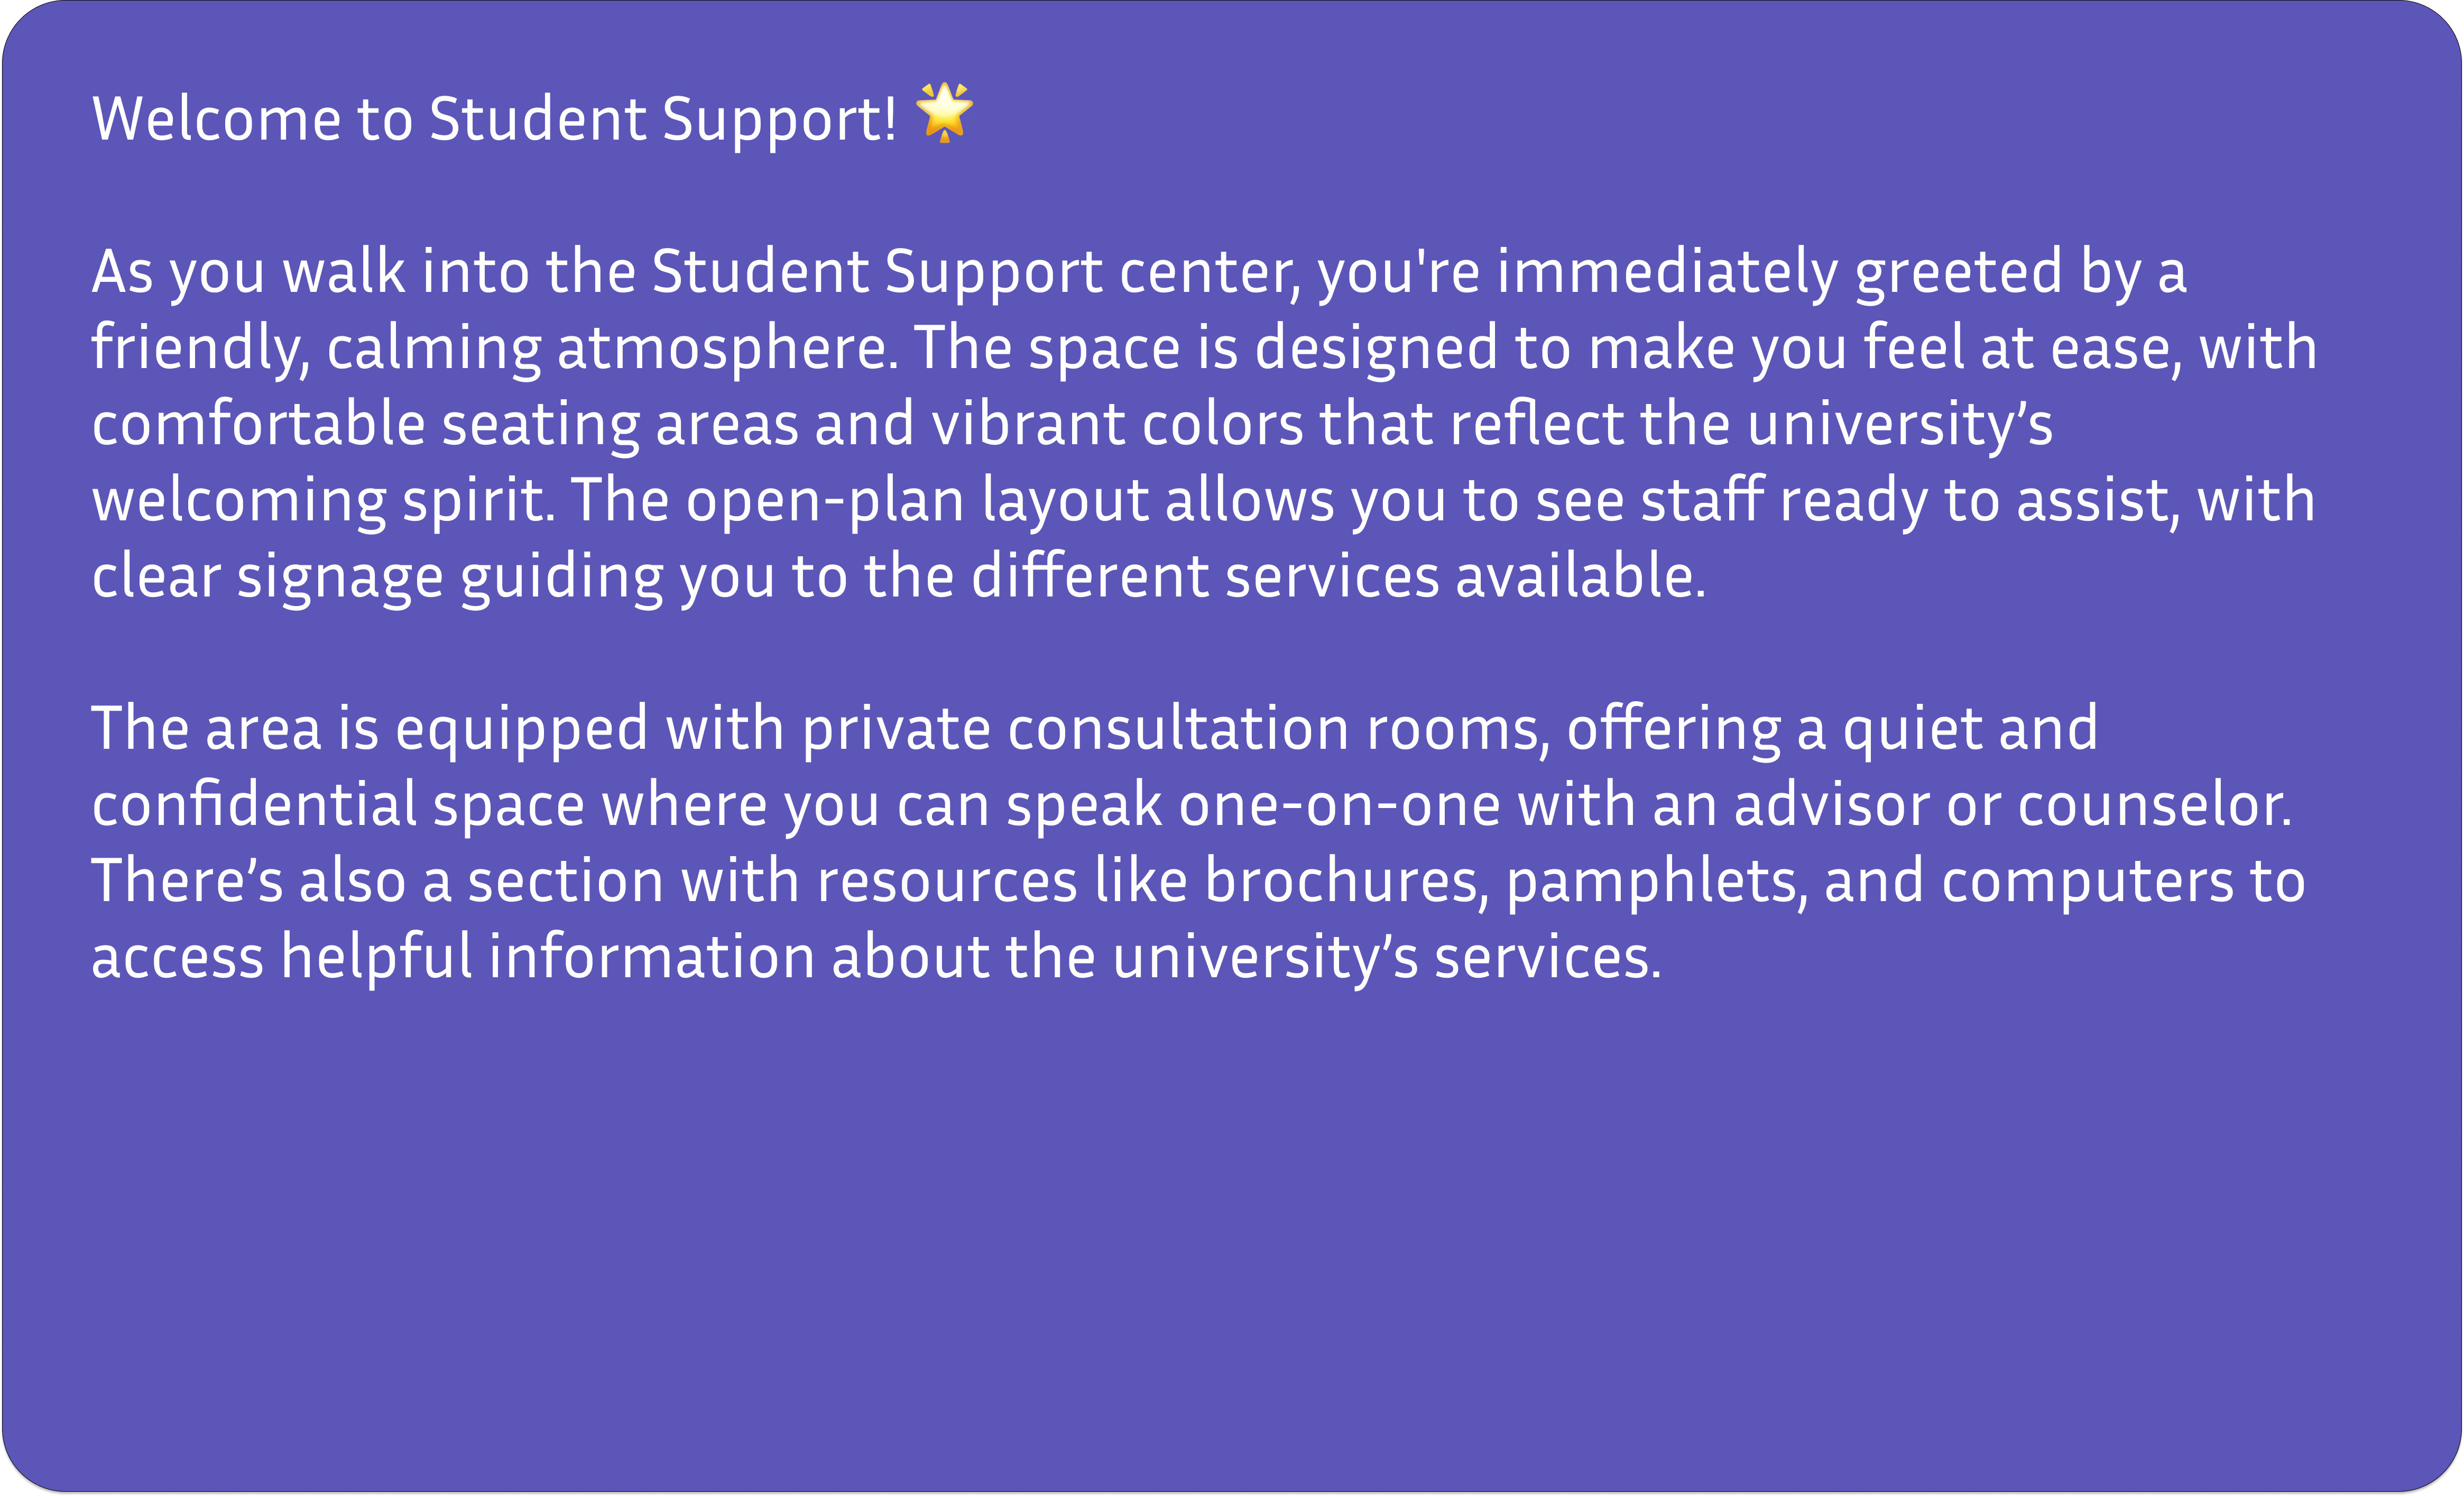 Welcome to Student Support! 🌟
As you walk into the Student Support center, you're immediately greeted by a
friendly, calming atmosphere. The space is designed to make you feel at ease, with
comfortable seating areas and vibrant colors that reflect the university’s
welcoming spirit. The open-plan layout allows you to see staff ready to assist, with
clear signage guiding you to the different services available.
The area is equipped with private consultation rooms, offering a quiet and
confidential space where you can speak one-on-one with an advisor or counselor.
There’s also a section with resources like brochures, pamphlets, and computers to
access helpful information about the university’s services.